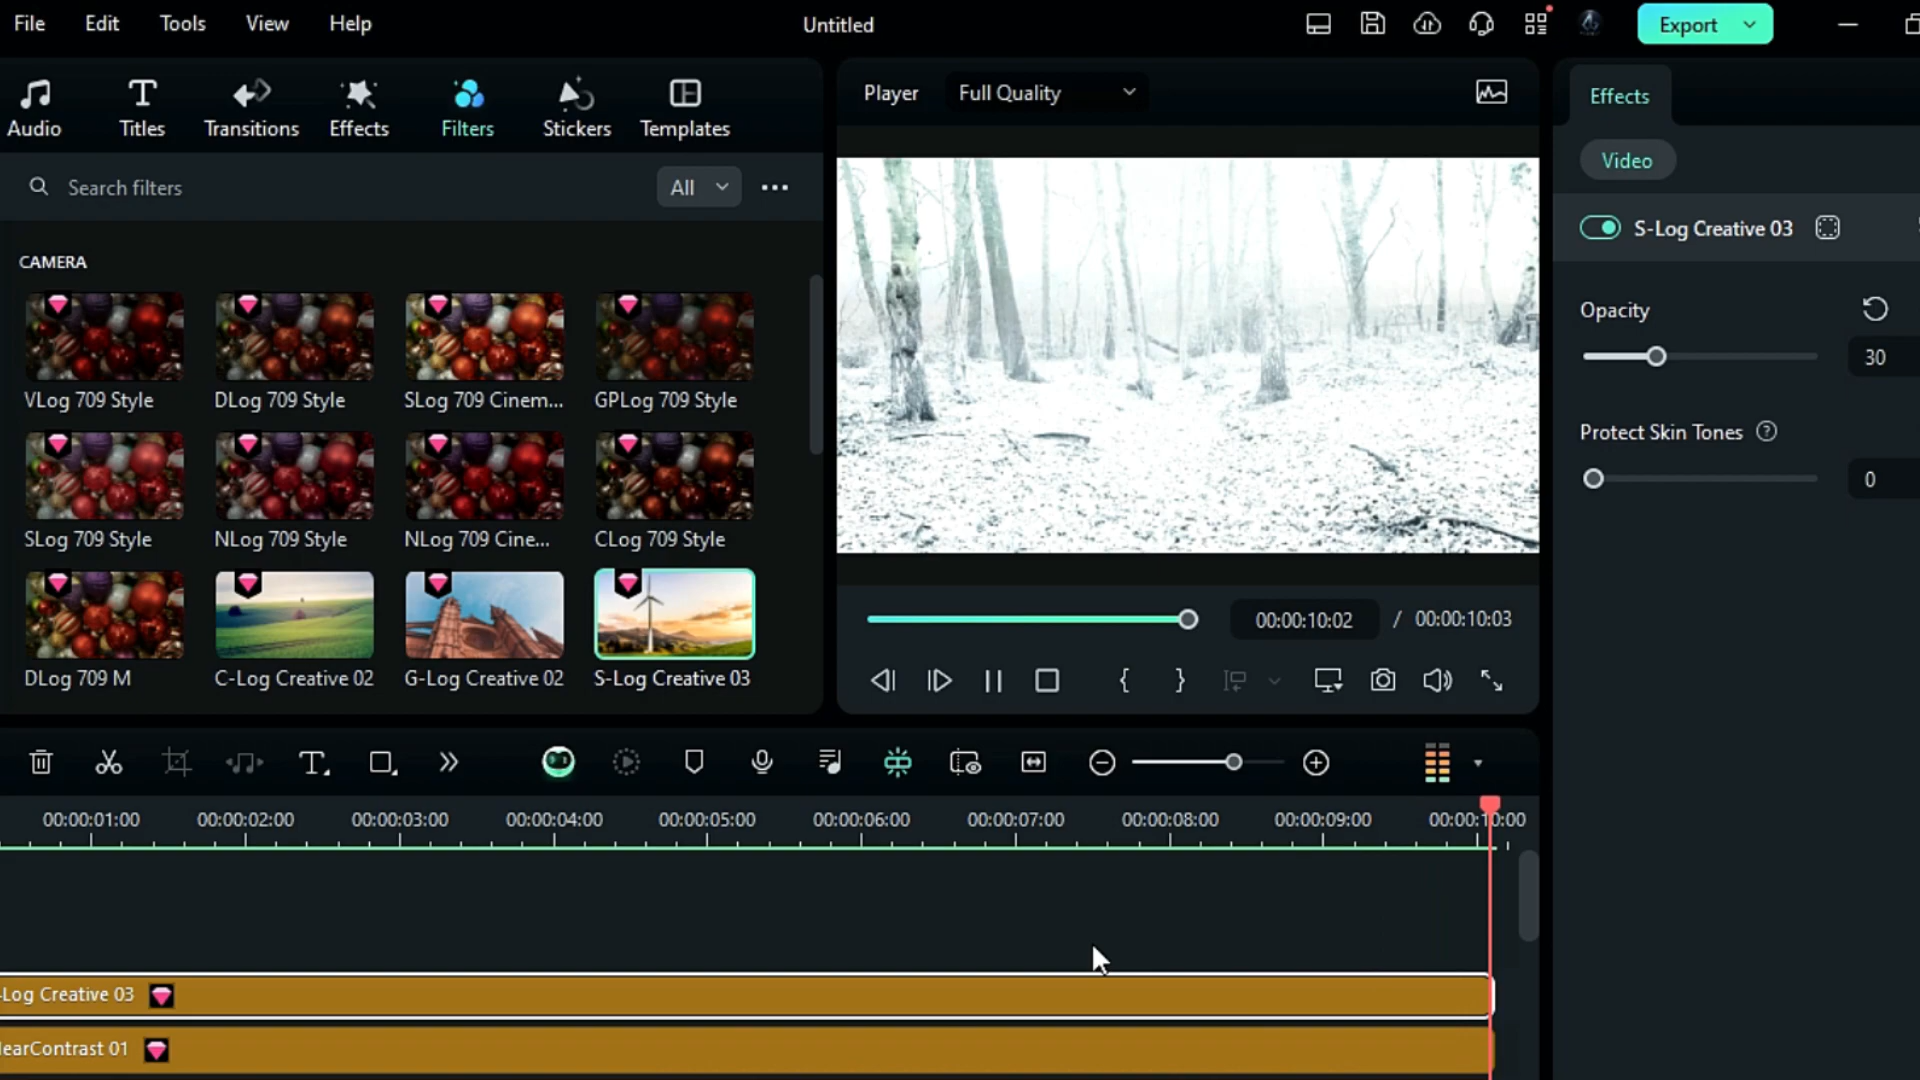 File Edit Tools View Help Untitled Export
Audio Titles Transitions Effects Filters Stickers Templates
Player Full Quality
Effects
Search filters All
Video
CAMERA
S-Log Creative 03
VLog 709 Style DLog 709 Style SLog 709 Cinem... GPLog 709 Style
Opacity
30
Protect Skin Tones ?
0
SLog 709 Style NLog 709 Style NLog 709 Cine... CLog 709 Style
DLog 709 M C-Log Creative 02 G-Log Creative 02 S-Log Creative 03
00:00:10:02 / 00:00:10:03
00:00:01:00 00:00:02:00 00:00:03:00 00:00:04:00 00:00:05:00 00:00:06:00 00:00:07:00 00:00:08:00 00:00:09:00 00:00:10:00
-Log Creative 03
learContrast 01